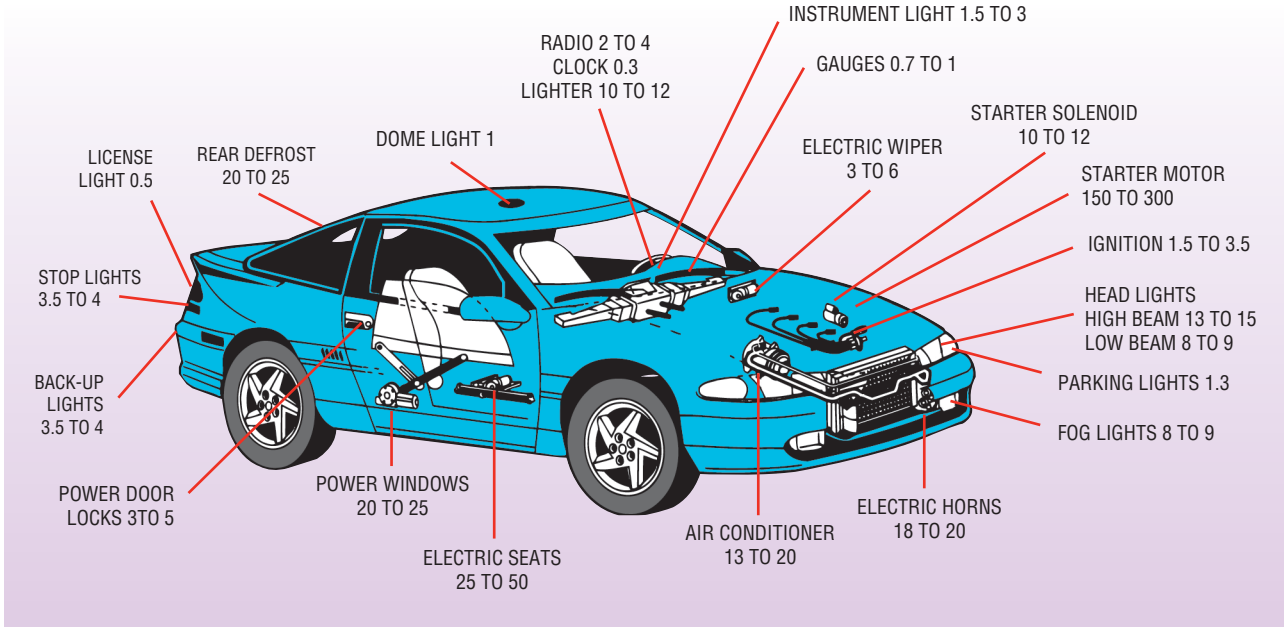 INSTRUMENT LIGHT 1.5 TO 3
RADIO 2 TO 4
CLOCK 0.3
LIGHTER 10 TO 12
GAUGES 0.7 TO 1
STARTER SOLENOID
10 TO 12
DOME LIGHT 1
ELECTRIC WIPER
3 TO 6
LICENSE
LIGHT 0.5
REAR DEFROST
20 TO 25
STARTER MOTOR
150 TO 300
IGNITION 1.5 TO 3.5
STOP LIGHTS
3.5 TO 4
HEAD LIGHTS
HIGH BEAM 13 TO 15
LOW BEAM 8 TO 9
BACK-UP
LIGHTS
3.5 TO 4
PARKING LIGHTS 1.3
FOG LIGHTS 8 TO 9
POWER DOOR
LOCKS 3TO 5
POWER WINDOWS
20 TO 25
ELECTRIC HORNS
18 TO 20
AIR CONDITIONER
13 TO 20
ELECTRIC SEATS
25 TO 50